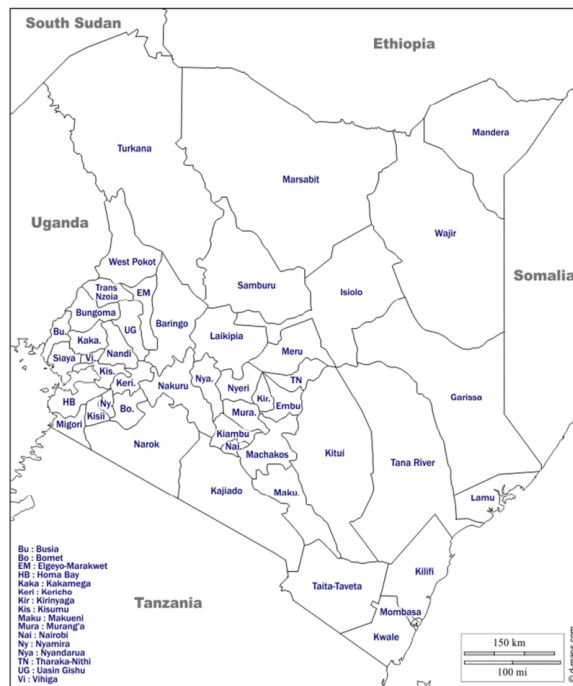 South Sudan
Ethiopia
Mandera
Turkana
Marsabit
Wajir
Uganda
West Pokot
Somalia
Samburu
Isiolo
Trans
Nzoia
EM
Bungoma
Baringo
Bu.
UG
Kaka.
Laikipia
Meru
Siaya
Vi.
Nandi
Kis.
Keri.
Nakuru
Nya.
Nyeri
TN
Kir.
Embu
Garissa
HB
Ny.
Bo.
Mura.
Kisii
Migori
Kiambu
Nai.
Narok
Machakos
Kitui
Tana River
Kajiado
Maku.
Lamu
Kilifi
Taita-Taveta
Tanzania
Mombasa
Kwale
Bu : Busia
Bo : Bomet
EM : Elgeyo-Marakwet
HB : Homa Bay
Kaka : Kakamega
Keri : Kericho
Kir : Kirinyaga
Kis : Kisumu
Maku : Makueni
Mura : Murang'a
Nai : Nairobi
Ny : Nyamira
Nya : Nyandarua
TN : Tharaka-Nithi
UG : Uasin Gishu
Vi : Vihiga
150 km
100 mi
© d-maps.com